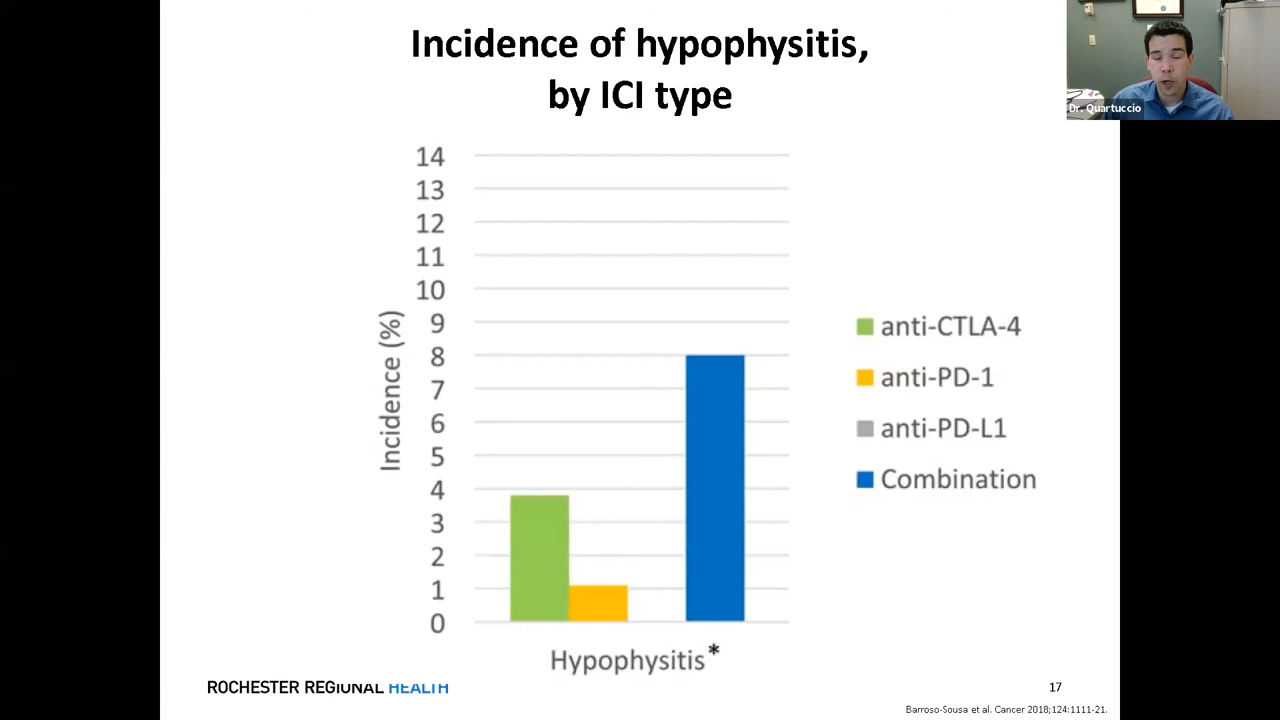 Incidence of hypophysitis,
by ICI type
Dr. Quartuccio
14
13
12
11
10
9
8
7
6
5
4
3
2
1
0
Incidence (%)
Hypophysitis*
anti-CTLA-4
anti-PD-1
anti-PD-L1
Combination
ROCHESTER REGIONAL HEALTH
17
Barroso-Sousa et al. Cancer 2018;124:1111-21.